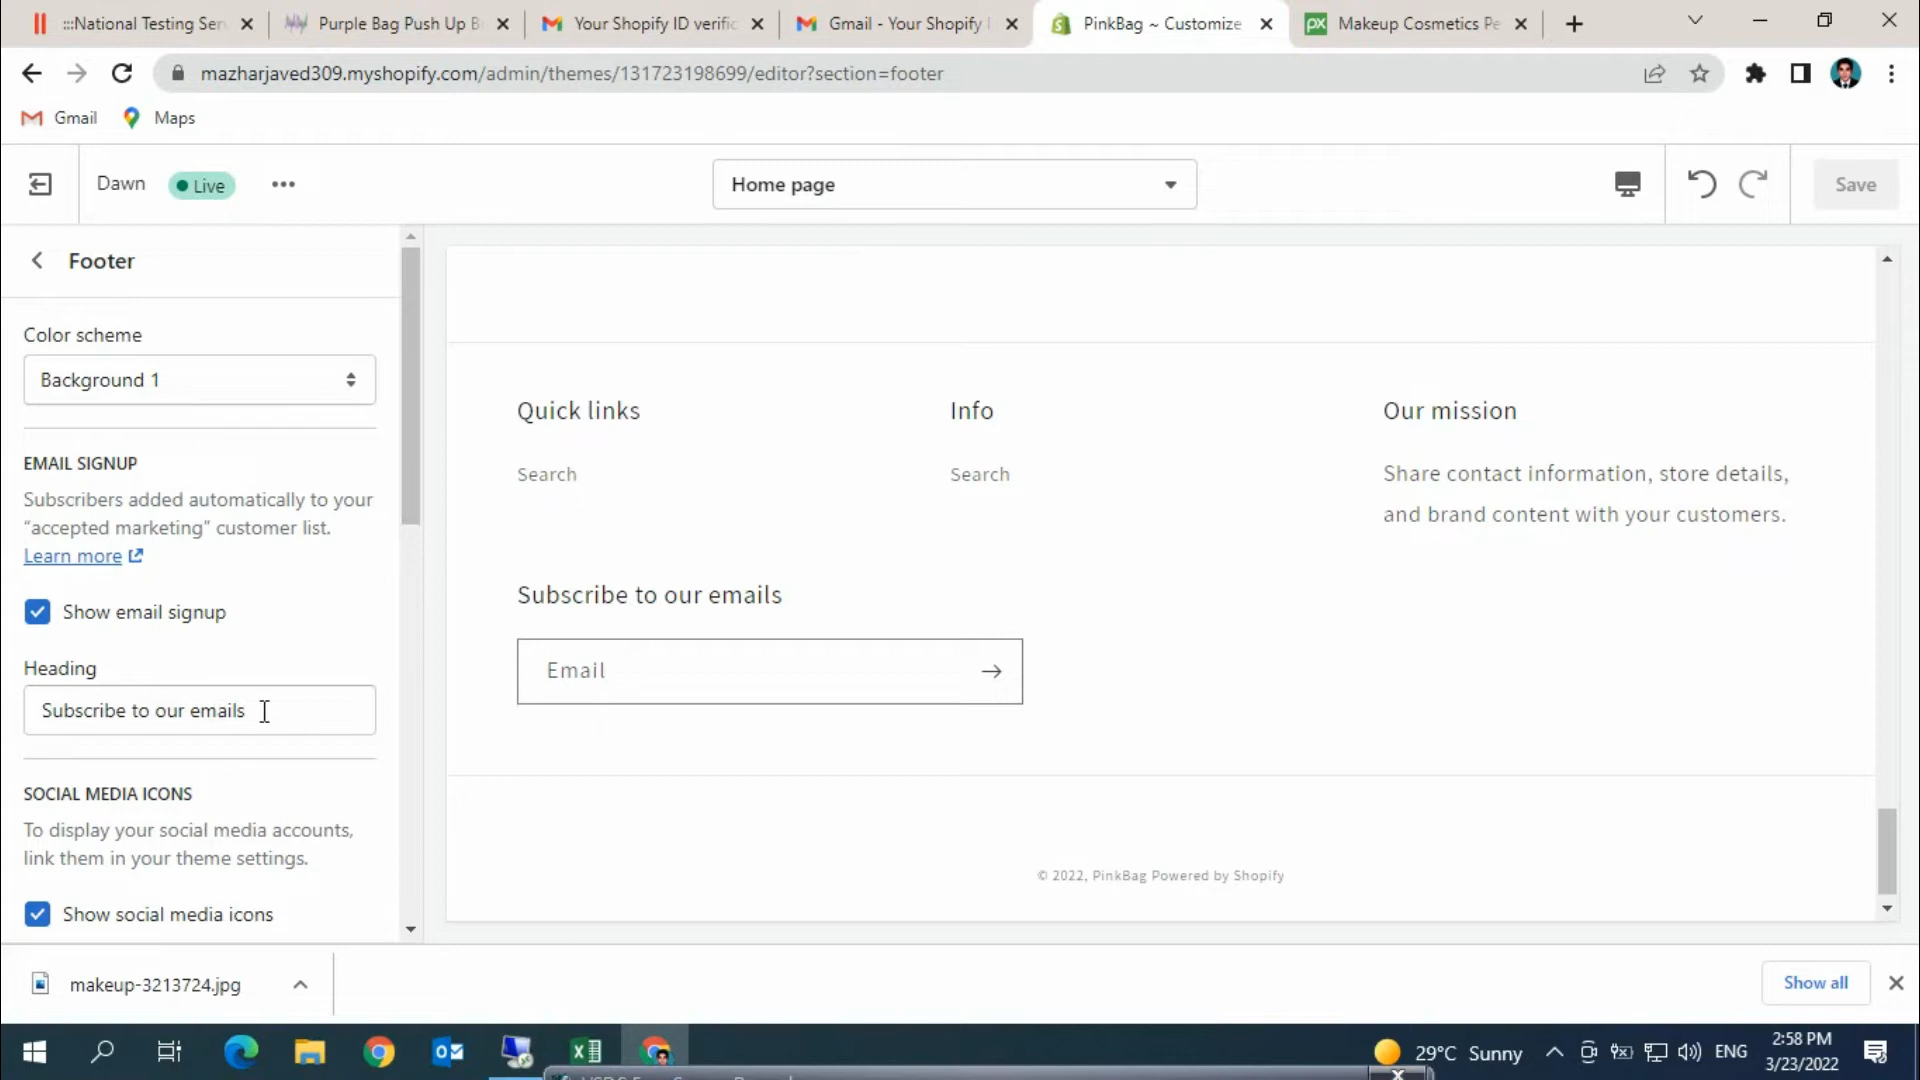 :::National Testing Ser
Purple Bag Push Up B
Your Shopify ID verific
Gmail - Your Shopify
PinkBag ~ Customize
Makeup Cosmetics Pe
mazharjaved309.myshopify.com/admin/themes/131723198699/editor?section=footer
Gmail
Maps
Dawn
Live
Home page
Save
Footer
Color scheme
Background 1
EMAIL SIGNUP
Subscribers added automatically to your
“accepted marketing” customer list.
Learn more
Show email signup
Heading
Subscribe to our emails
SOCIAL MEDIA ICONS
To display your social media accounts,
link them in your theme settings.
Show social media icons
Quick links
Info
Our mission
Search
Search
Share contact information, store details,
and brand content with your customers.
Subscribe to our emails
Email
© 2022, PinkBag Powered by Shopify
makeup-3213724.jpg
Show all
29°C Sunny
ENG
2:58 PM
3/23/2022